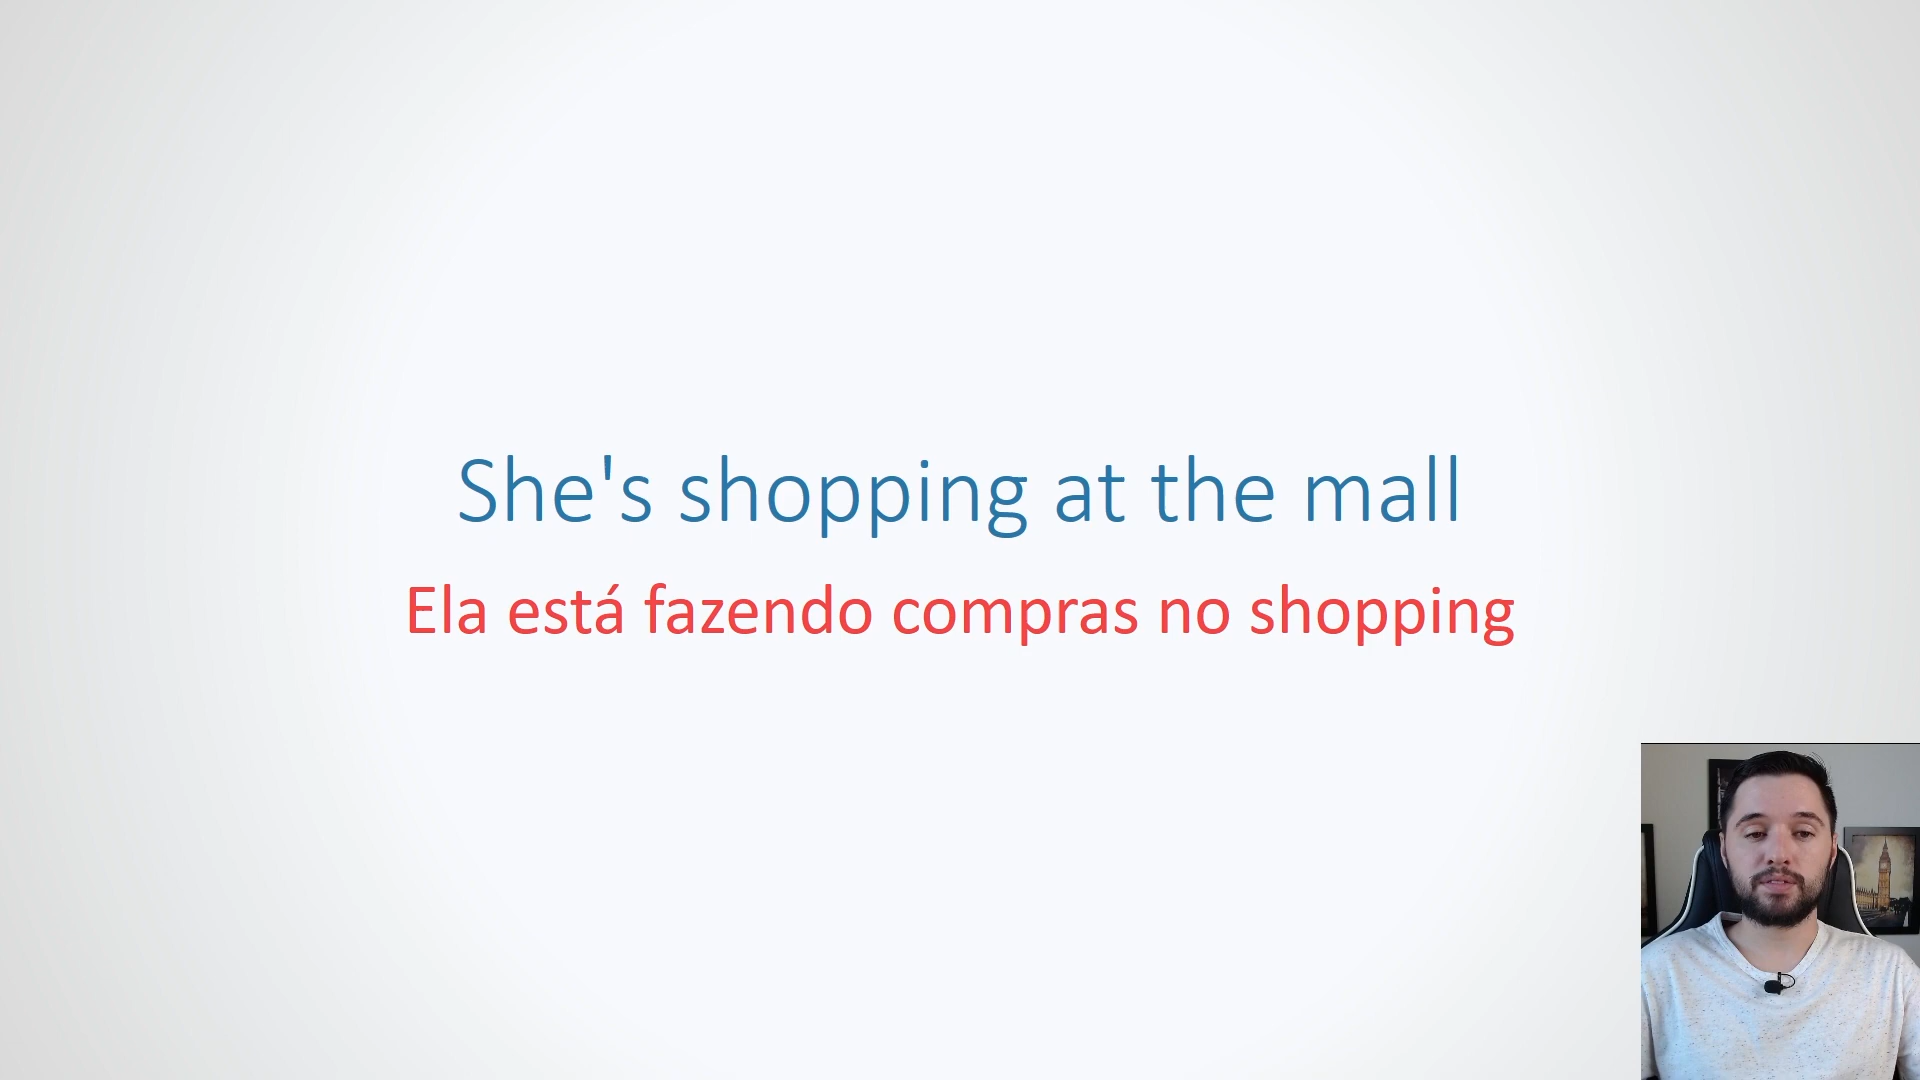 She's shopping at the mall
Ela está fazendo compras no shopping